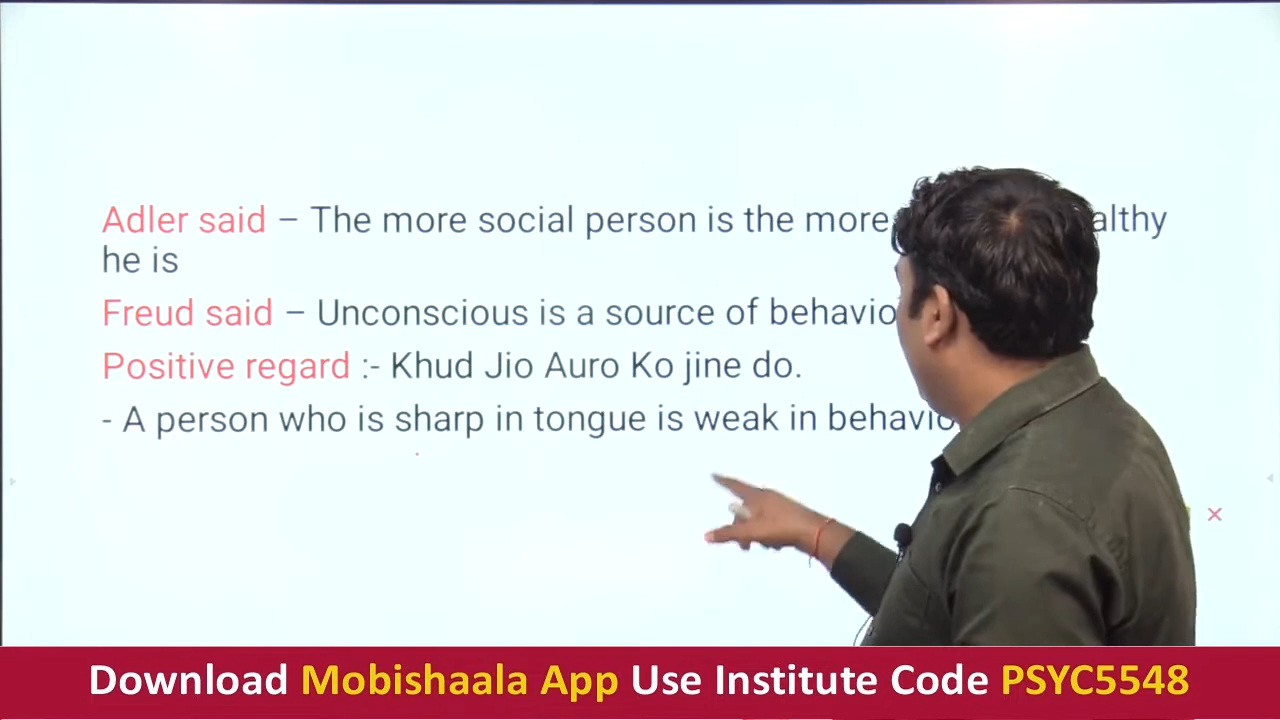 Adler said – The more social person is the more
he is
Freud said – Unconscious is a source of
Positive regard :- Khud Jio Auro Ko jine do.
- A person who is sharp in tongue is weak in
Download Mobishaala App Use Institute Code PSYC5548